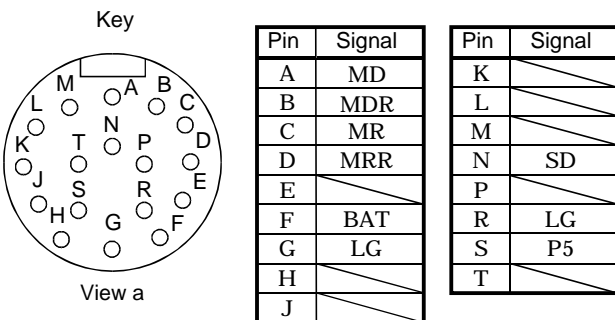 Key
M A B
L C
K T N P D
J S R E
H G F
View a
Pin Signal
A MD
B MDR
C MR
D MRR
E
F BAT
G LG
H
J
Pin Signal
K
L
M
N SD
P
R LG
S P5
T